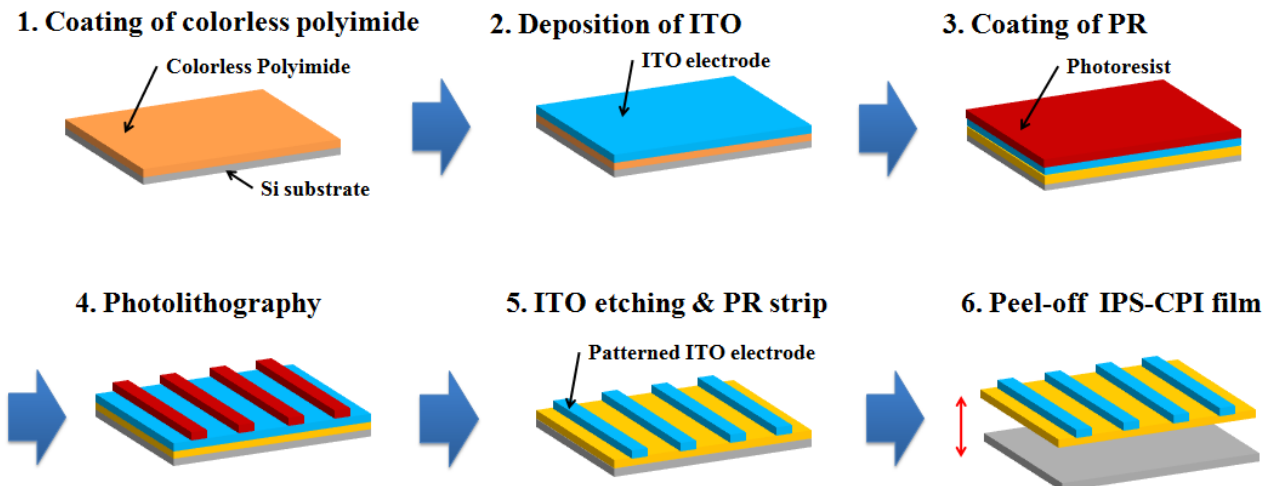 1. Coating of colorless polyimide
Colorless Polyimide
Si substrate
2. Deposition of ITO
ITO electrode
3. Coating of PR
Photoresist
4. Photolithography
5. ITO etching & PR strip
Patterned ITO electrode
6. Peel-off IPS-CPI film